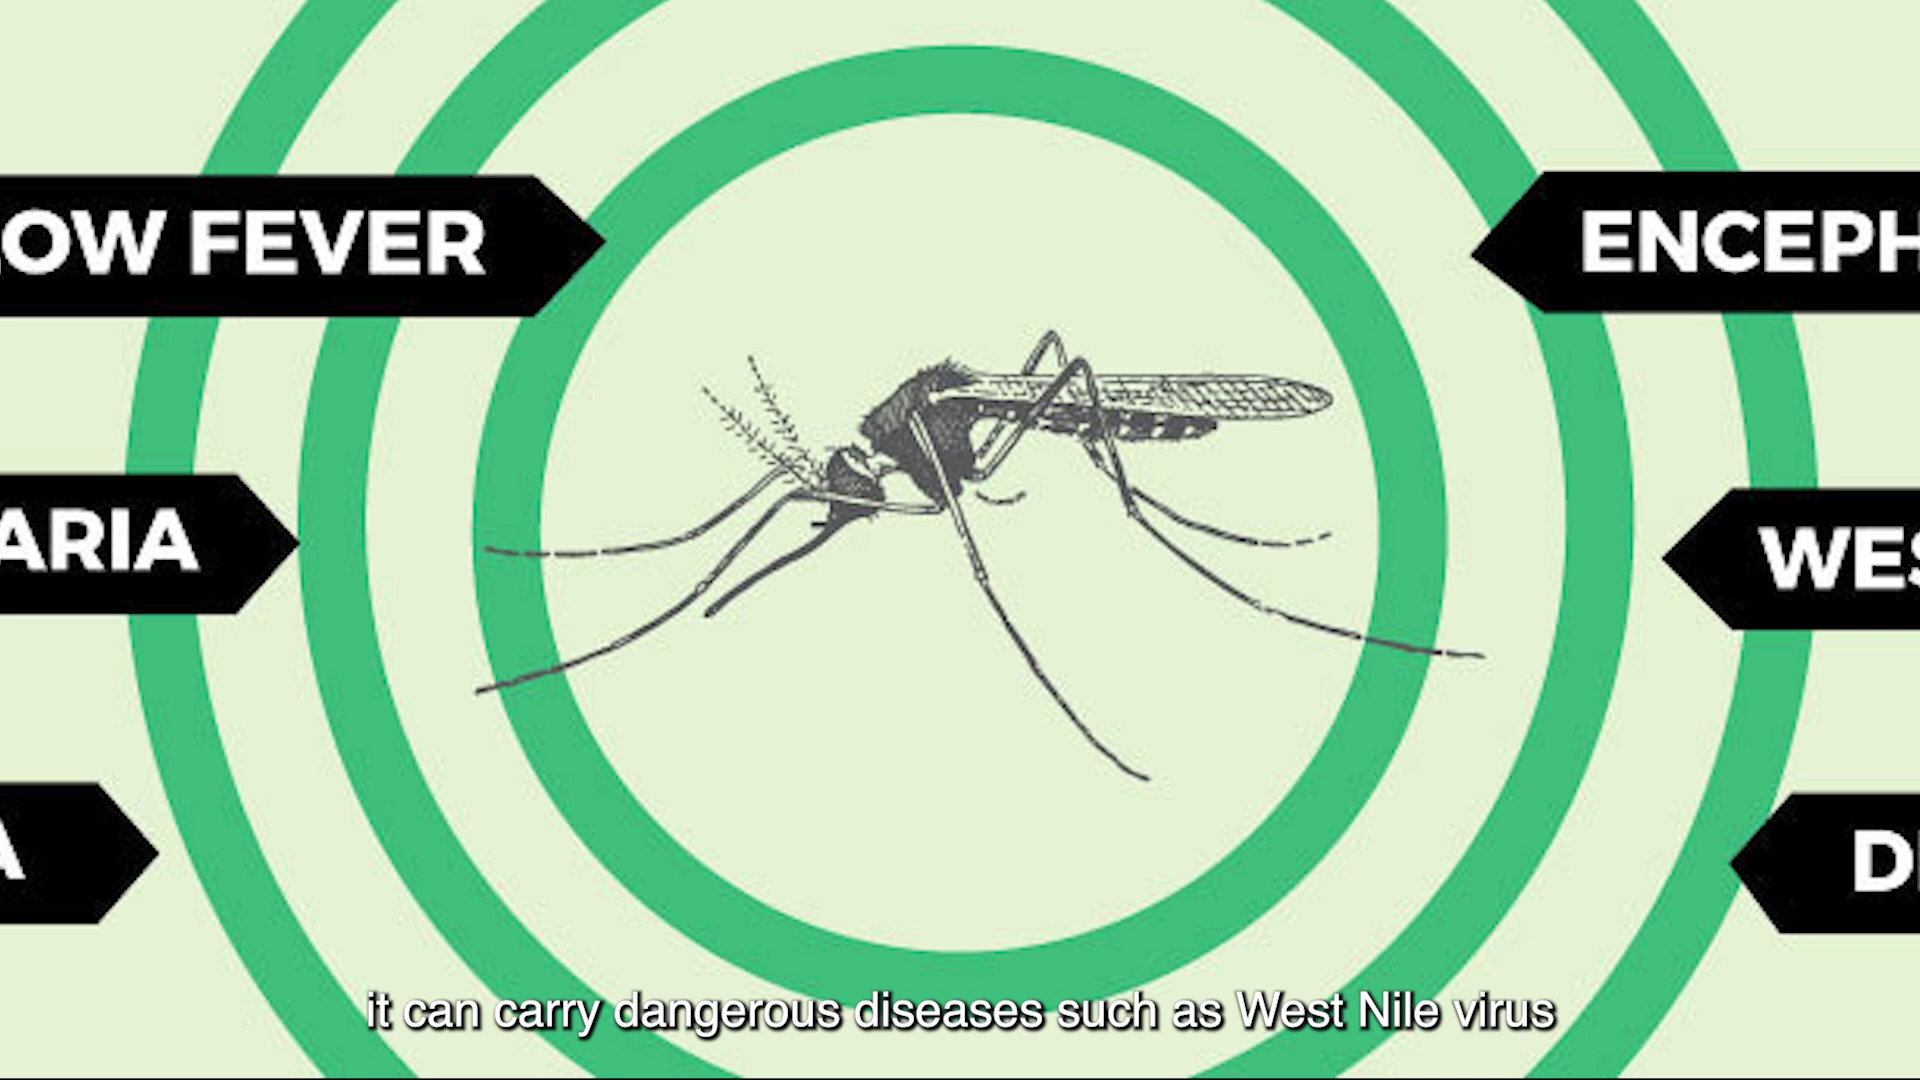 OW FEVER
ENCEPH
ARIA
WES
A
D
it can carry dangerous diseases such as West Nile virus